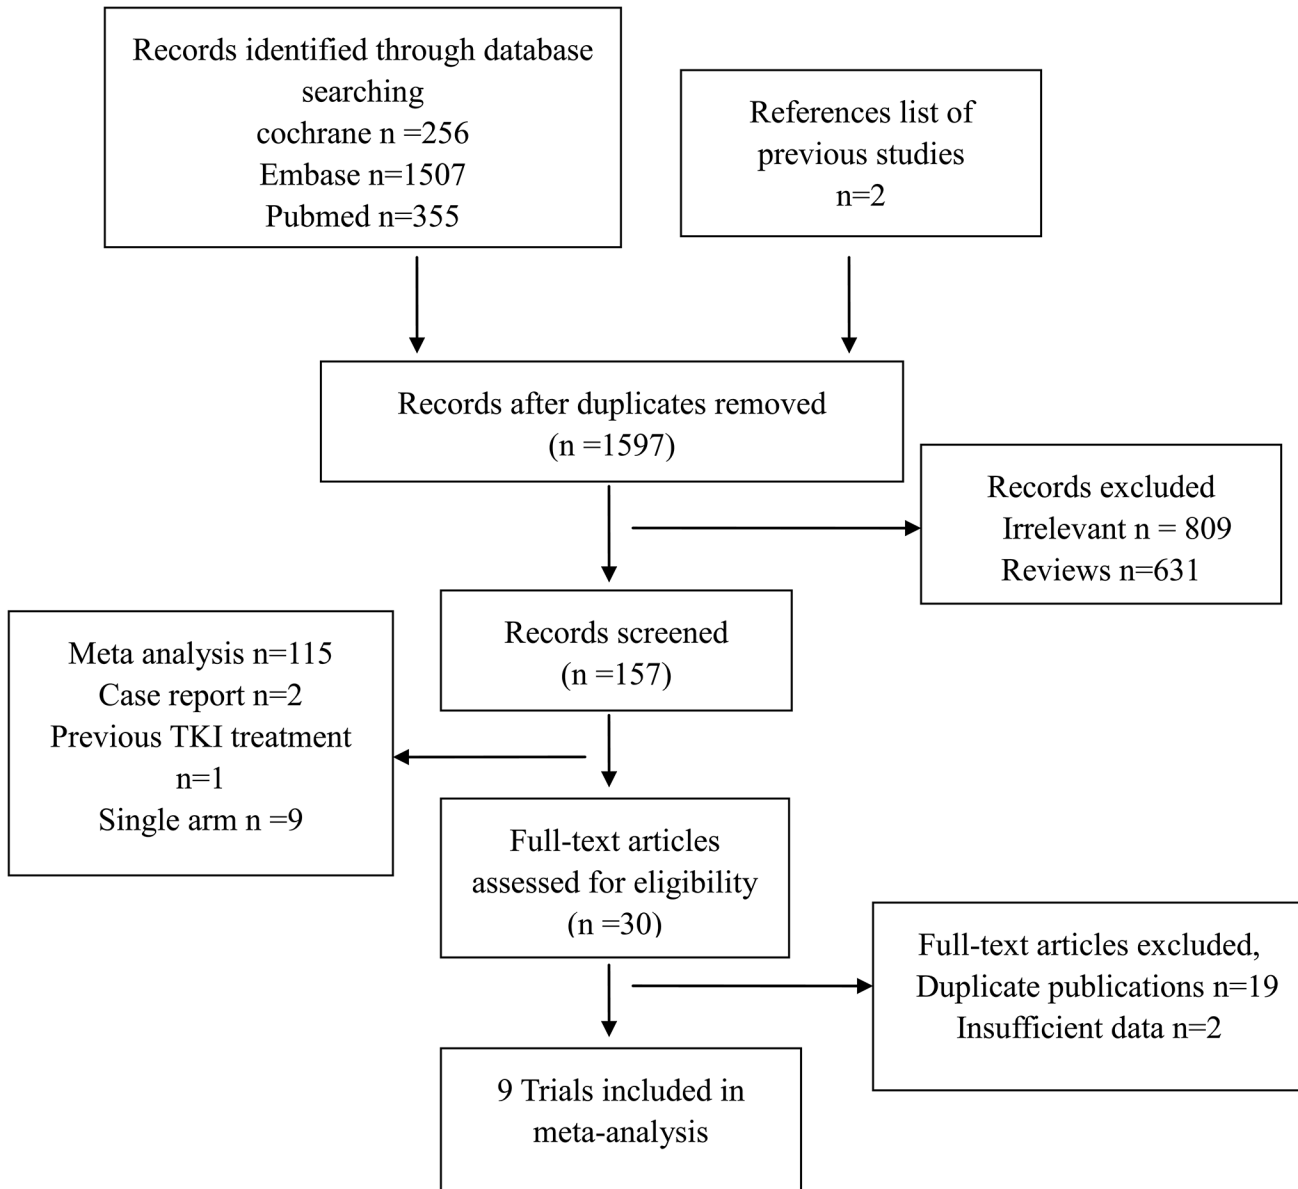 Records identified through database
searching
cochrane n =256
Embase n=1507
Pubmed n=355
References list of
previous studies
n=2
Records after duplicates removed
(n =1597)
Records excluded
Irrelevant n = 809
Reviews n=631
Records screened
(n =157)
Meta analysis n=115
Case report n=2
Previous TKI treatment
n=1
Single arm n =9
Full-text articles
assessed for eligibility
(n =30)
Full-text articles excluded,
Duplicate publications n=19
Insufficient data n=2
9 Trials included in
meta-analysis